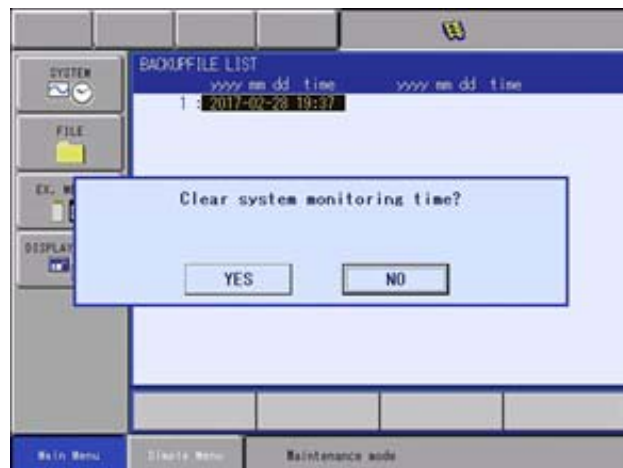 SYSTEM
BACKUPFILE LIST
yyyy mm dd time yyyy mm dd time
1 : 2017-02-28 19:37
FILE
EX.
Clear system monitoring time?
DISPLAY
YES NO
Main Menu Simple Menu Maintenance mode